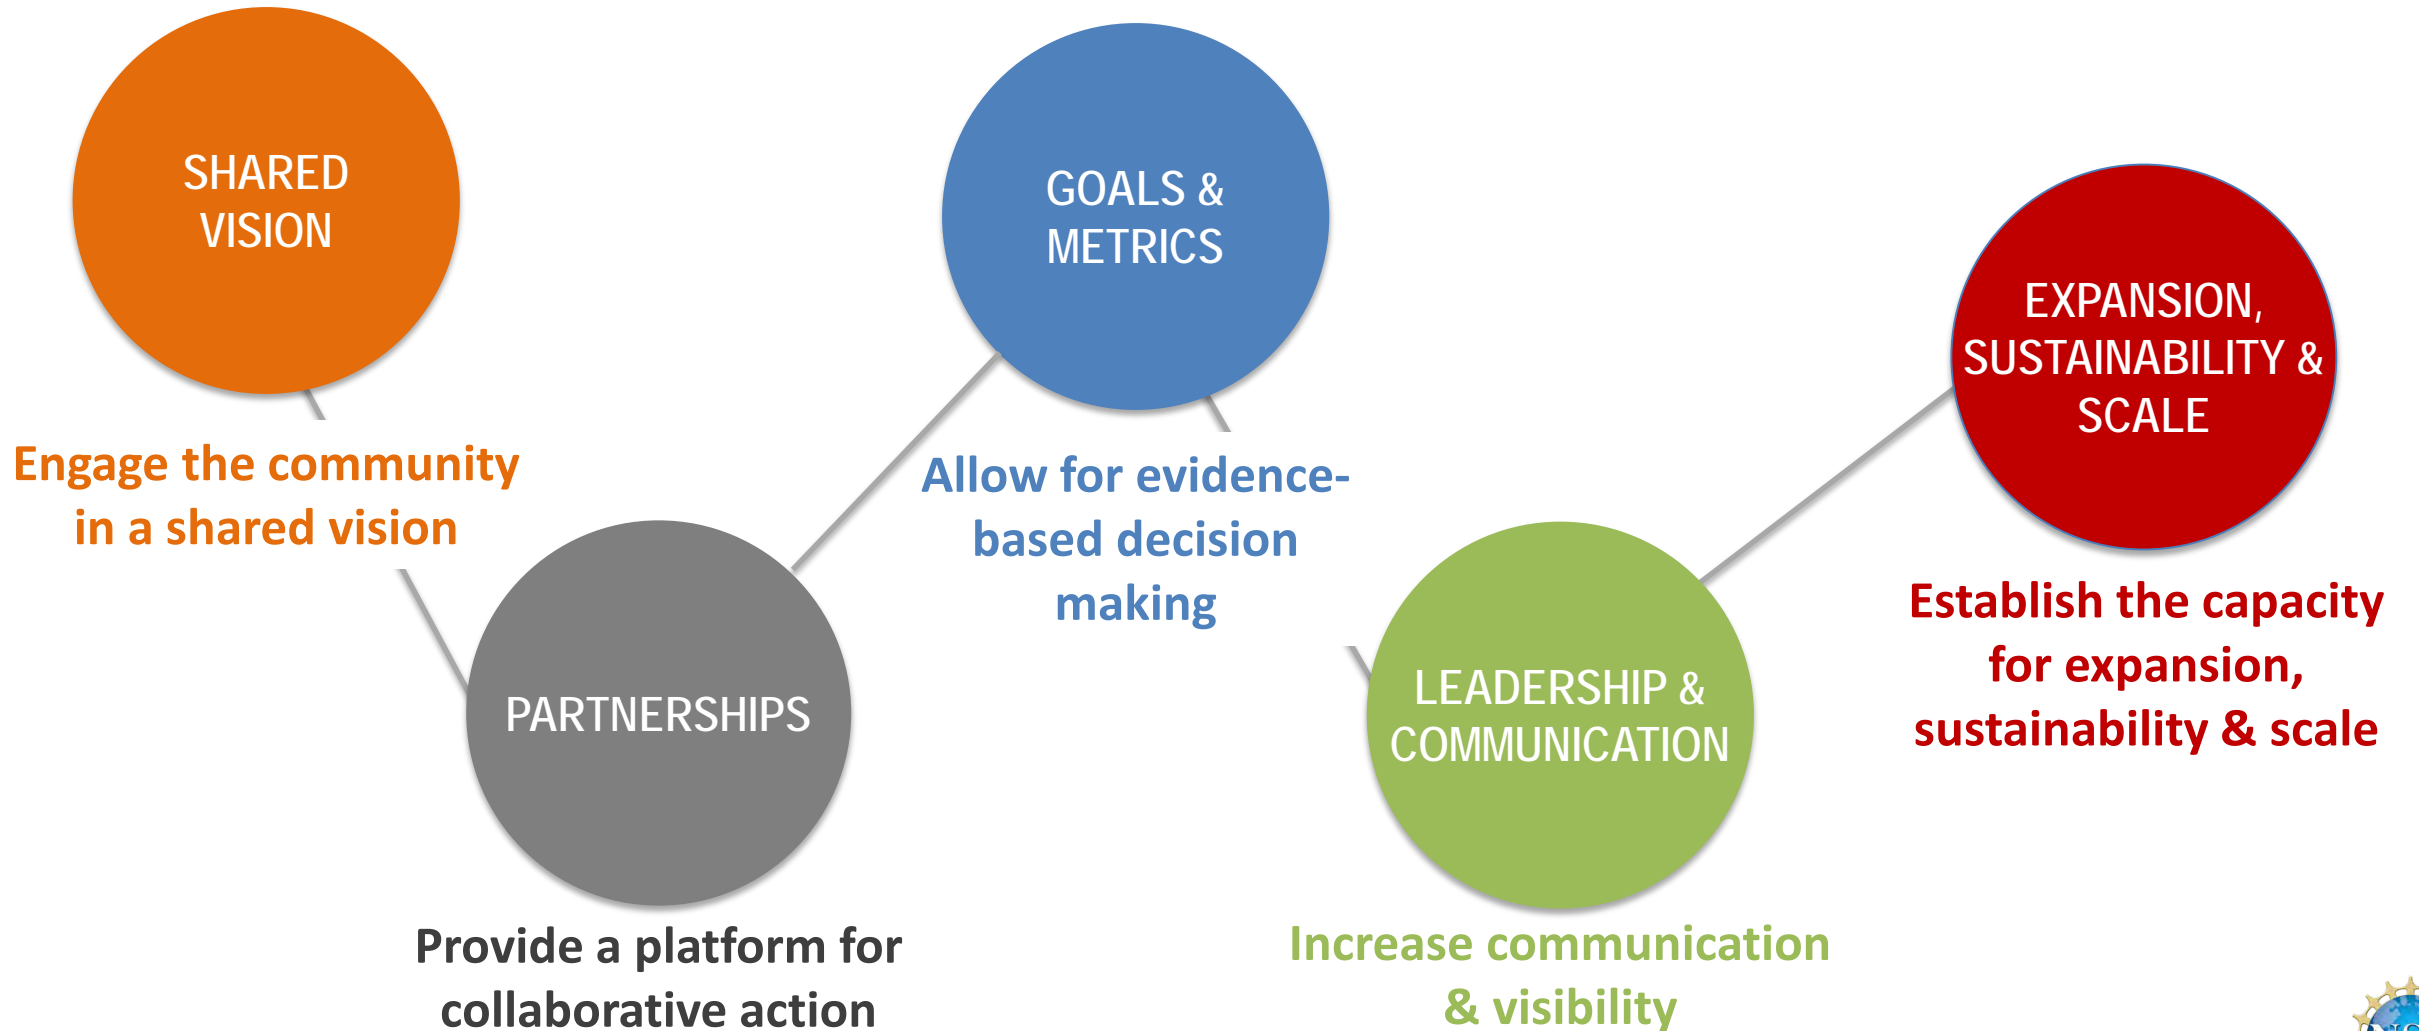 SHARED
VISION
Engage the community
in a shared vision
PARTNERSHIPS
Provide a platform for
collaborative action
GOALS &
METRICS
Allow for evidence-
based decision
making
LEADERSHIP &
COMMUNICATION
Increase communication
& visibility
EXPANSION,
SUSTAINABILITY &
SCALE
Establish the capacity
for expansion,
sustainability & scale